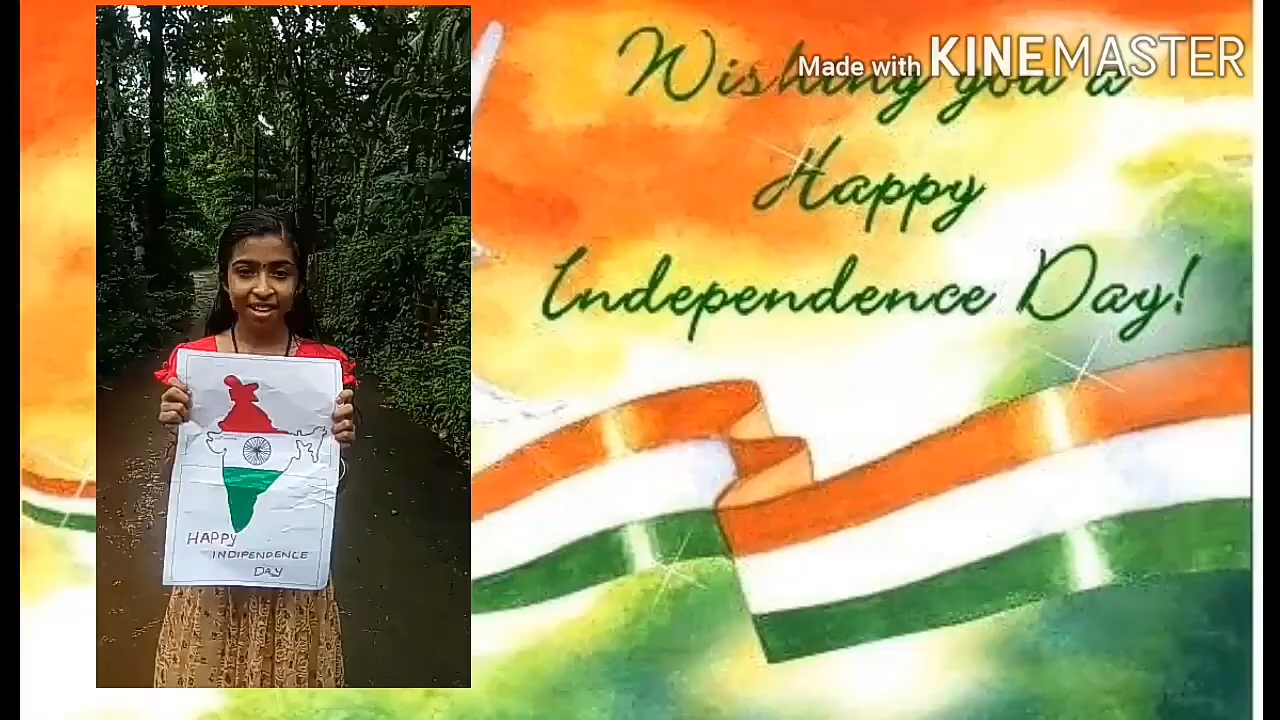 Made with KINEMASTER
Wishing you a
Happy
Independence Day!
HAPPY
INDIPENDENCE
DAY